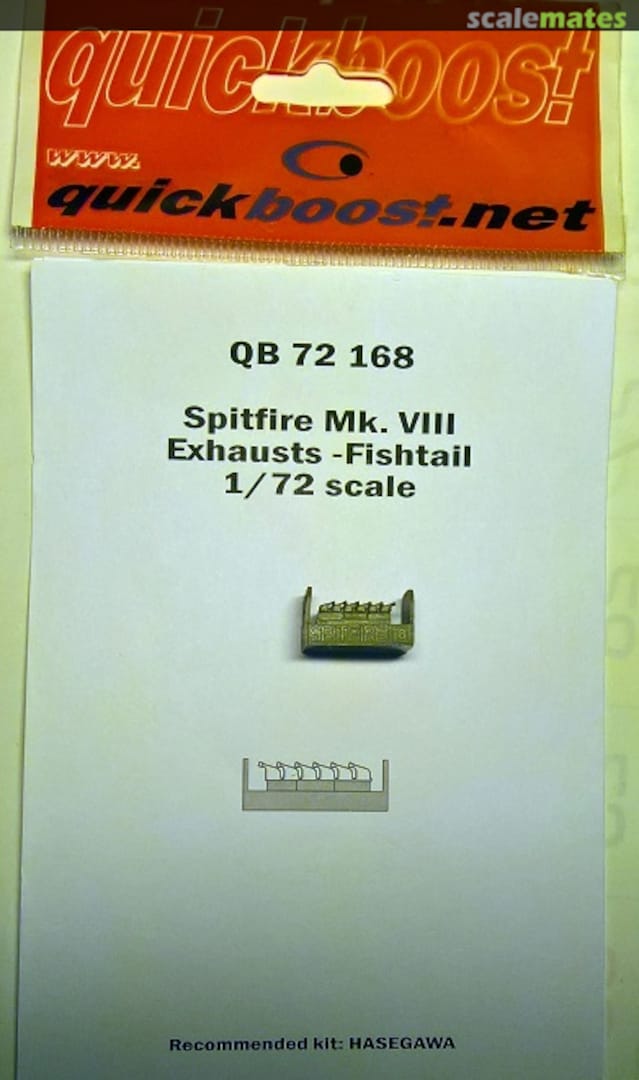 scalemates
quickboost
www.
quickboost.net
QB 72 168
Spitfire Mk. VIII
Exhausts -Fishtail
1/72 scale
Recommended kit: HASEGAWA